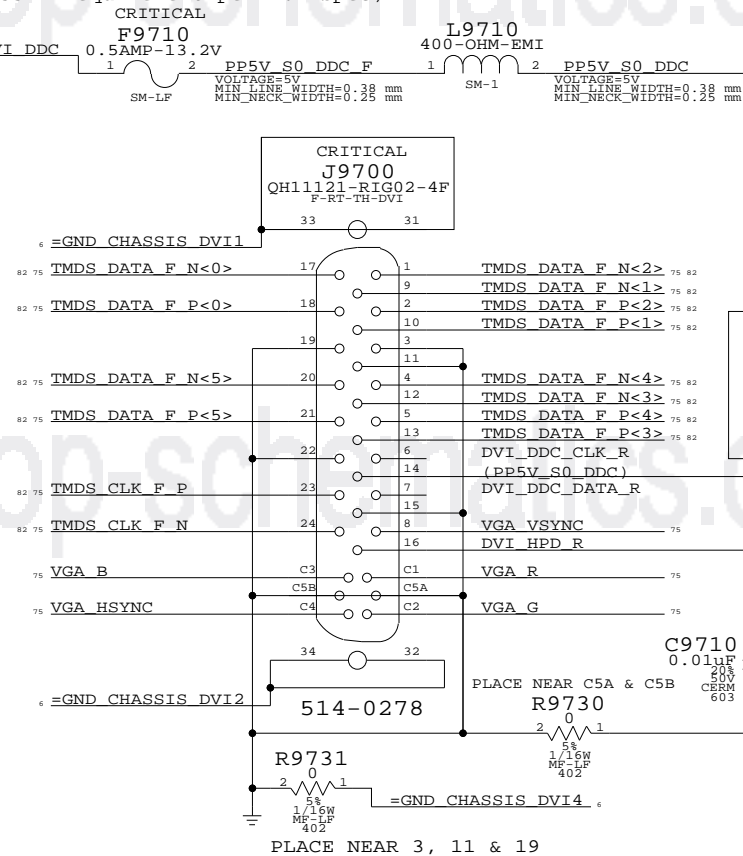 CRITICAL
F9710
L9710
VI_DDC 0.5AMP-13.2V
400-OHM-EMI
1 2 PP5V_S0_DDC_F 1 2 PP5V_S0_DDC
SM-LF
VOLTAGE=5V
MIN_LINE_WIDTH=0.38 mm
MIN_NECK_WIDTH=0.25 mm
SM-1
VOLTAGE=5V
MIN_LINE_WIDTH=0.38 mm
MIN_NECK_WIDTH=0.25 mm
CRITICAL
J9700
QH11121-RIG02-4F
F-RT-TH-DVI
33 31
6 =GND_CHASSIS_DVI1
82 75 TMDS_DATA_F_N<0> 17 1 TMDS_DATA_F_N<2> 75 82
9 TMDS_DATA_F_N<1> 75 82
82 75 TMDS_DATA_F_P<0> 18 2 TMDS_DATA_F_P<2> 75 82
10 TMDS_DATA_F_P<1> 75 82
19 3
11
82 75 TMDS_DATA_F_N<5> 20 4 TMDS_DATA_F_N<4> 75 82
12 TMDS_DATA_F_N<3> 75 82
82 75 TMDS_DATA_F_P<5> 21 5 TMDS_DATA_F_P<4> 75 82
13 TMDS_DATA_F_P<3> 75 82
22 6 DVI_DDC_CLK_R
14 (PP5V_S0_DDC)
82 75 TMDS_CLK_F_P 23 7 DVI_DDC_DATA_R
15
82 75 TMDS_CLK_F_N 24 8 VGA_VSYNC 75
16 DVI_HPD_R
75 VGA_B C3 C1 VGA_R 75
C5B C5A
75 VGA_HSYNC C4 C2 VGA_G 75
34 32
6 =GND_CHASSIS_DVI2
514-0278
C9710
0.01uF
20%
50V
CERM
603
PLACE NEAR C5A & C5B
R9730
0
2 1
5%
1/16W
MF-LF
402
R9731
0
2 1
5%
1/16W
MF-LF
402
=GND_CHASSIS_DVI4 6
PLACE NEAR 3, 11 & 19
op-schematics.c